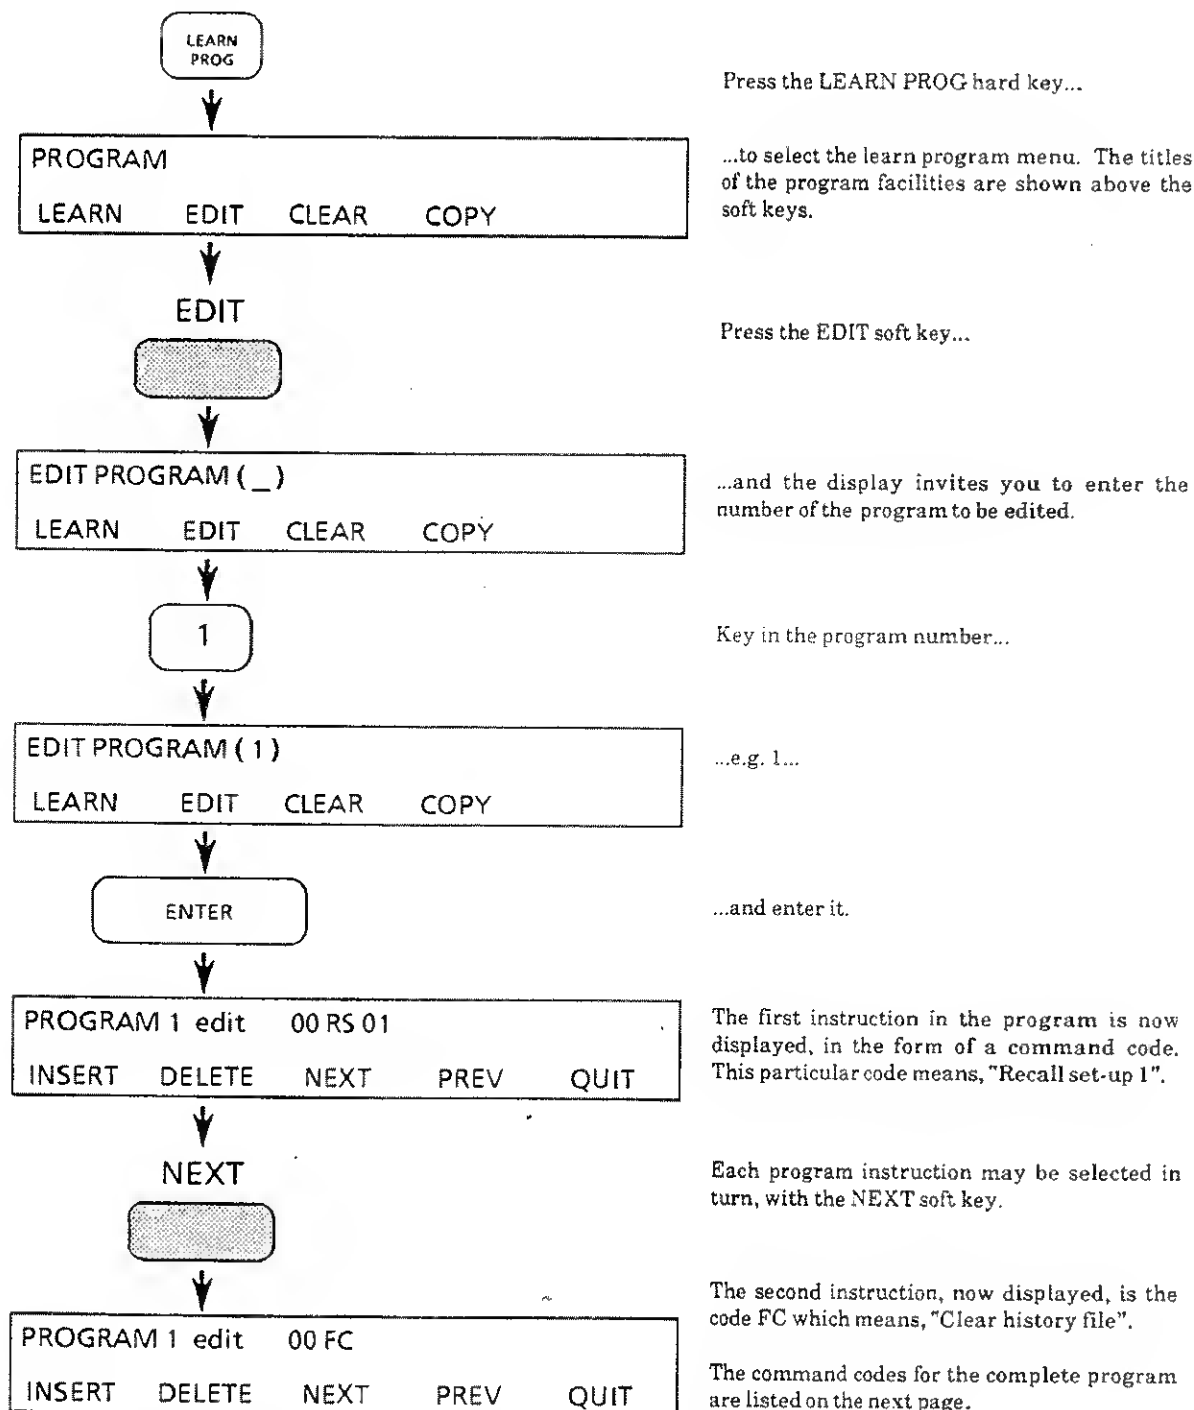 LEARN
PROG
Press the LEARN PROG hard key...
PROGRAM
LEARN EDIT CLEAR COPY
...to select the learn program menu. The titles
of the program facilities are shown above the
soft keys.
EDIT
Press the EDIT soft key...
EDIT PROGRAM ( _ )
LEARN EDIT CLEAR COPY
...and the display invites you to enter the
number of the program to be edited.
1
Key in the program number...
EDIT PROGRAM ( 1 )
LEARN EDIT CLEAR COPY
...e.g. 1...
ENTER
...and enter it.
PROGRAM 1 edit 00 RS 01
INSERT DELETE NEXT PREV QUIT
The first instruction in the program is now
displayed, in the form of a command code.
This particular code means, "Recall set-up 1".
NEXT
Each program instruction may be selected in
turn, with the NEXT soft key.
PROGRAM 1 edit 00 FC
INSERT DELETE NEXT PREV QUIT
The second instruction, now displayed, is the
code FC which means, "Clear history file".
The command codes for the complete program
are listed on the next page.